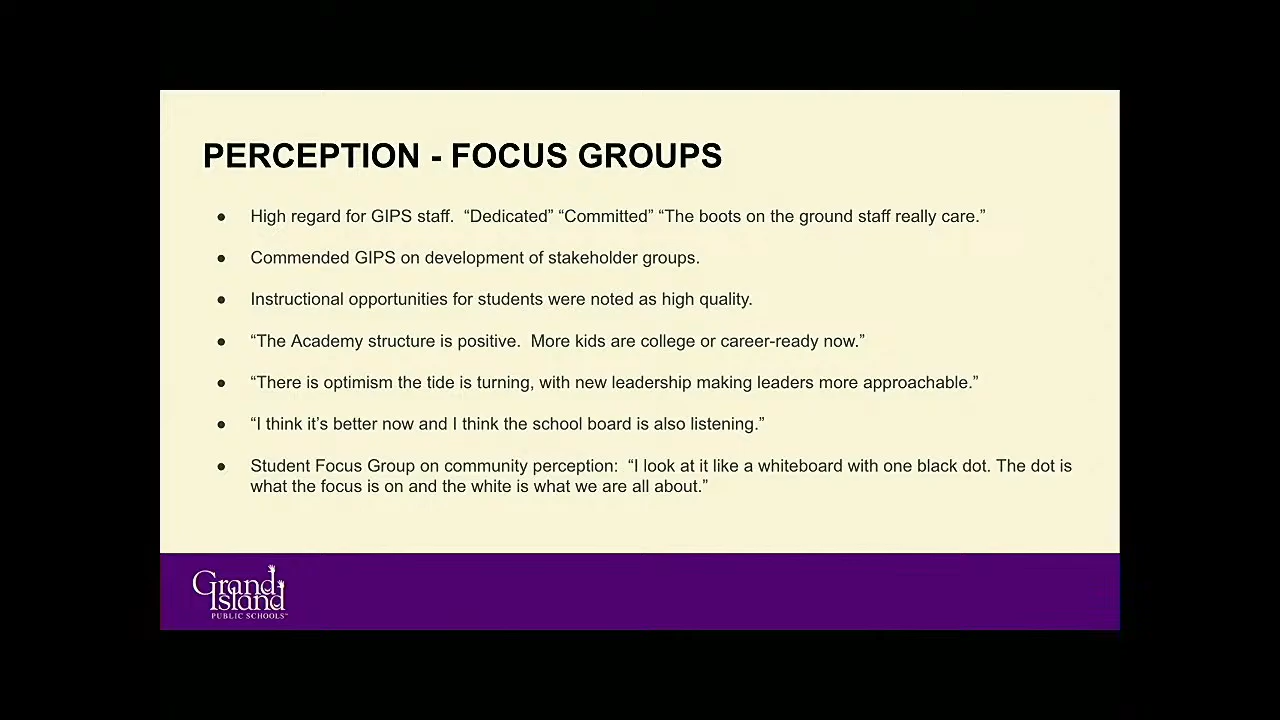 PERCEPTION - FOCUS GROUPS
● High regard for GIPS staff.  “Dedicated” “Committed” “The boots on the ground staff really care.”
● Commended GIPS on development of stakeholder groups.
● Instructional opportunities for students were noted as high quality.
● “The Academy structure is positive.  More kids are college or career-ready now.”
● “There is optimism the tide is turning, with new leadership making leaders more approachable.”
● “I think it’s better now and I think the school board is also listening.”
● Student Focus Group on community perception:  “I look at it like a whiteboard with one black dot. The dot is
what the focus is on and the white is what we are all about.”
Grand
Island
PUBLIC SCHOOLS